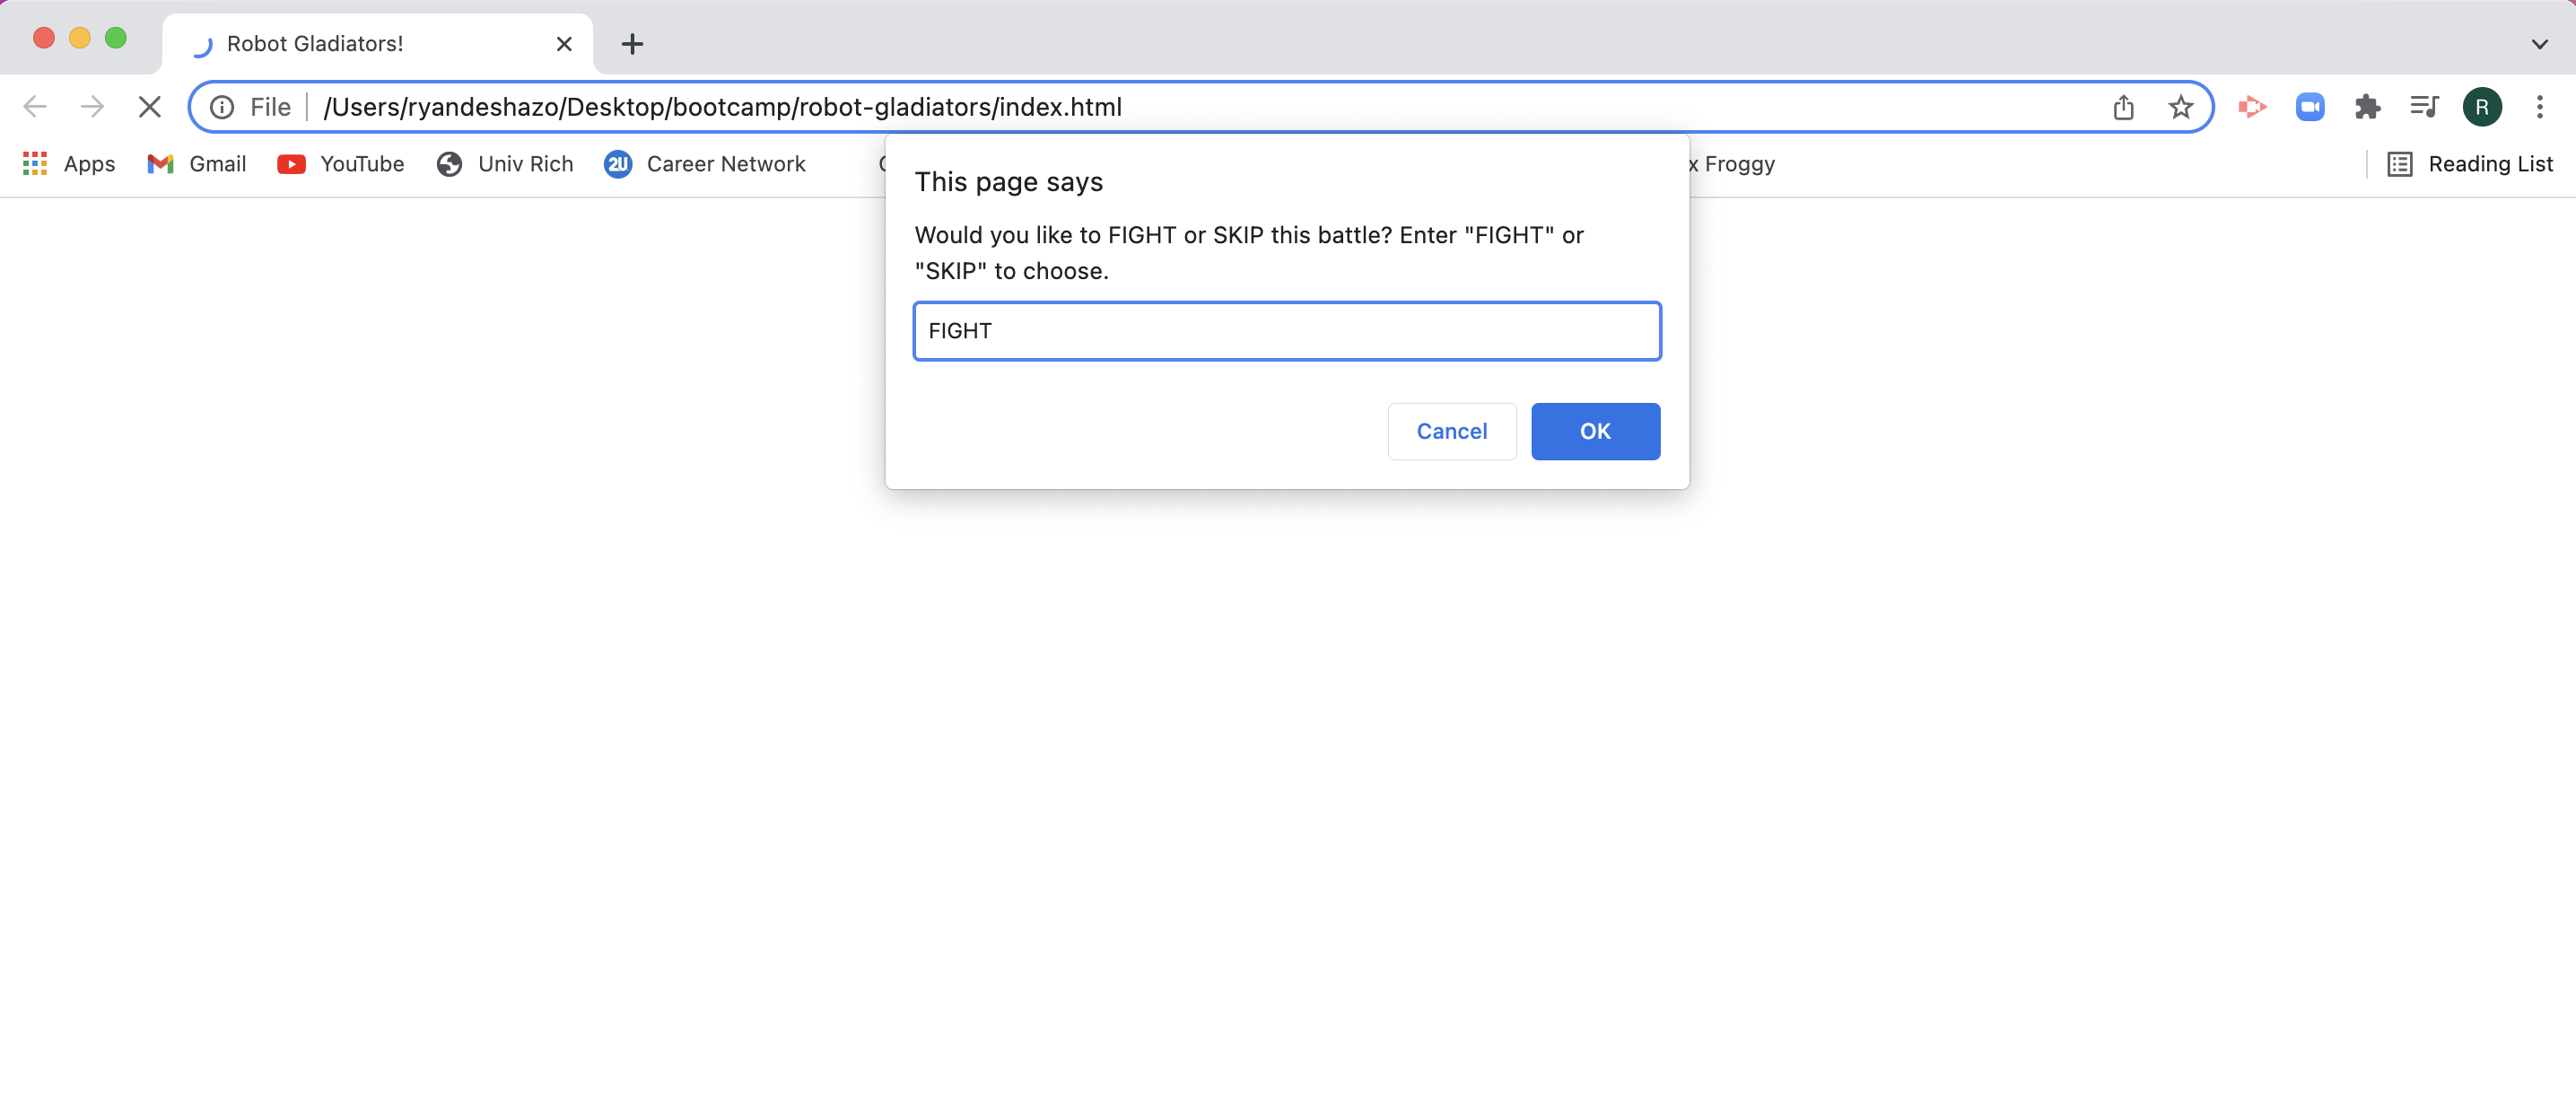 Robot Gladiators!
File /Users/ryandeshazo/Desktop/bootcamp/robot-gladiators/index.html
R
Apps Gmail YouTube Univ Rich 2U Career Network x Froggy Reading List
This page says
Would you like to FIGHT or SKIP this battle? Enter "FIGHT" or
"SKIP" to choose.
FIGHT
Cancel OK